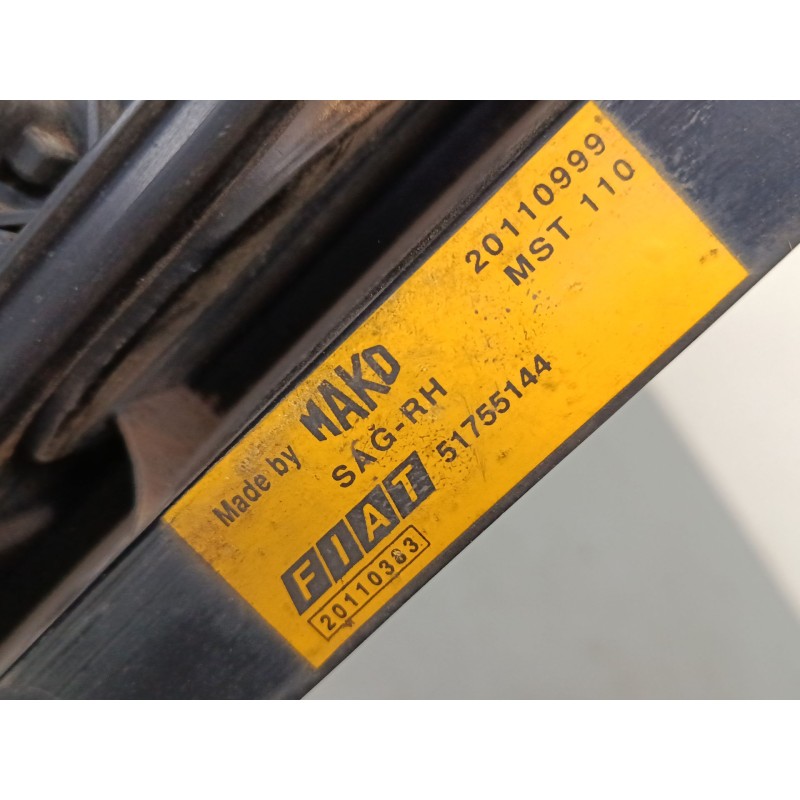 20110999
MST 110
Made by MAKO
SAĞ-RH
FIAT 51755144
20110383